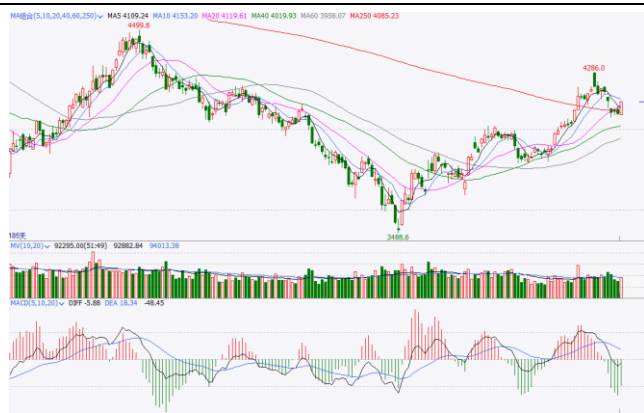 MA组合(5,10,20,40,60,250) MA5 4109.24 MA10 4153.20 MA20 4119.61 MA40 4019.93 MA60 3958.07 MA250 4085.23
4499.8
4286.0
3488.6
185天
MV(10,20) 92295.00(51:49) 92882.84 94013.38
MACD(5,10,20) DIFF -5.88 DEA 18.34 -48.45